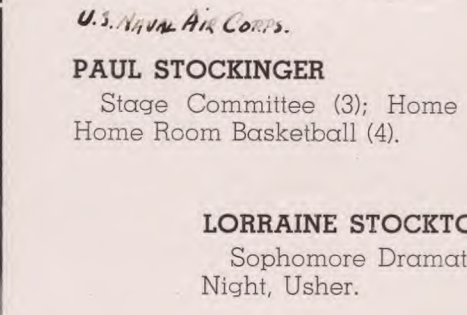 U.S. Naval Air Corps.
PAUL STOCKINGER
Stage Committee (3); Home
Home Room Basketball (4).
LORRAINE STOCKTO
Sophomore Dramat
Night, Usher.